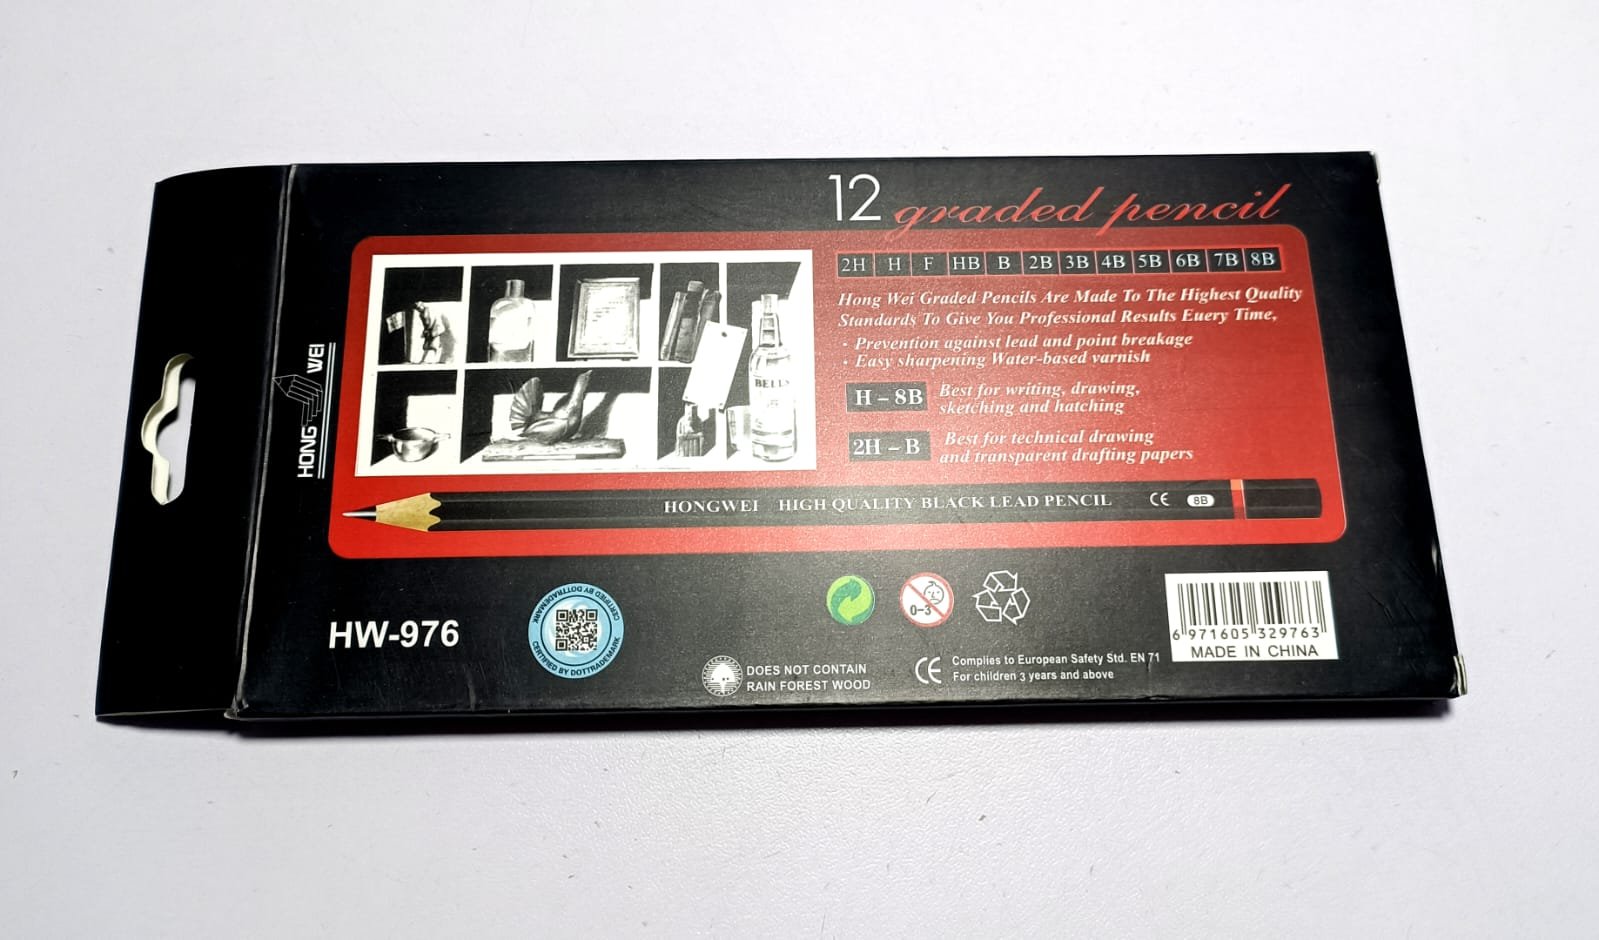 12 graded pencil
2H H F HB B 2B 3B 4B 5B 6B 7B 8B
Hong Wei Graded Pencils Are Made To The Highest Quality
Standards To Give You Professional Results Euery Time,
· Prevention against lead and point breakage
· Easy sharpening Water-based varnish
H – 8B Best for writing, drawing,
sketching and hatching
2H – B Best for technical drawing
and transparent drafting papers
BELL'S
HONG WEI
HONGWEI HIGH QUALITY BLACK LEAD PENCIL CE 8B
HW-976
CERTIFIED BY DOTTRADEMARK
CERTIFIED BY DOTTRADEMARK
0-3
DOES NOT CONTAIN
RAIN FOREST WOOD
CE Complies to European Safety Std. EN 71
For children 3 years and above
6 971605 329763
MADE IN CHINA